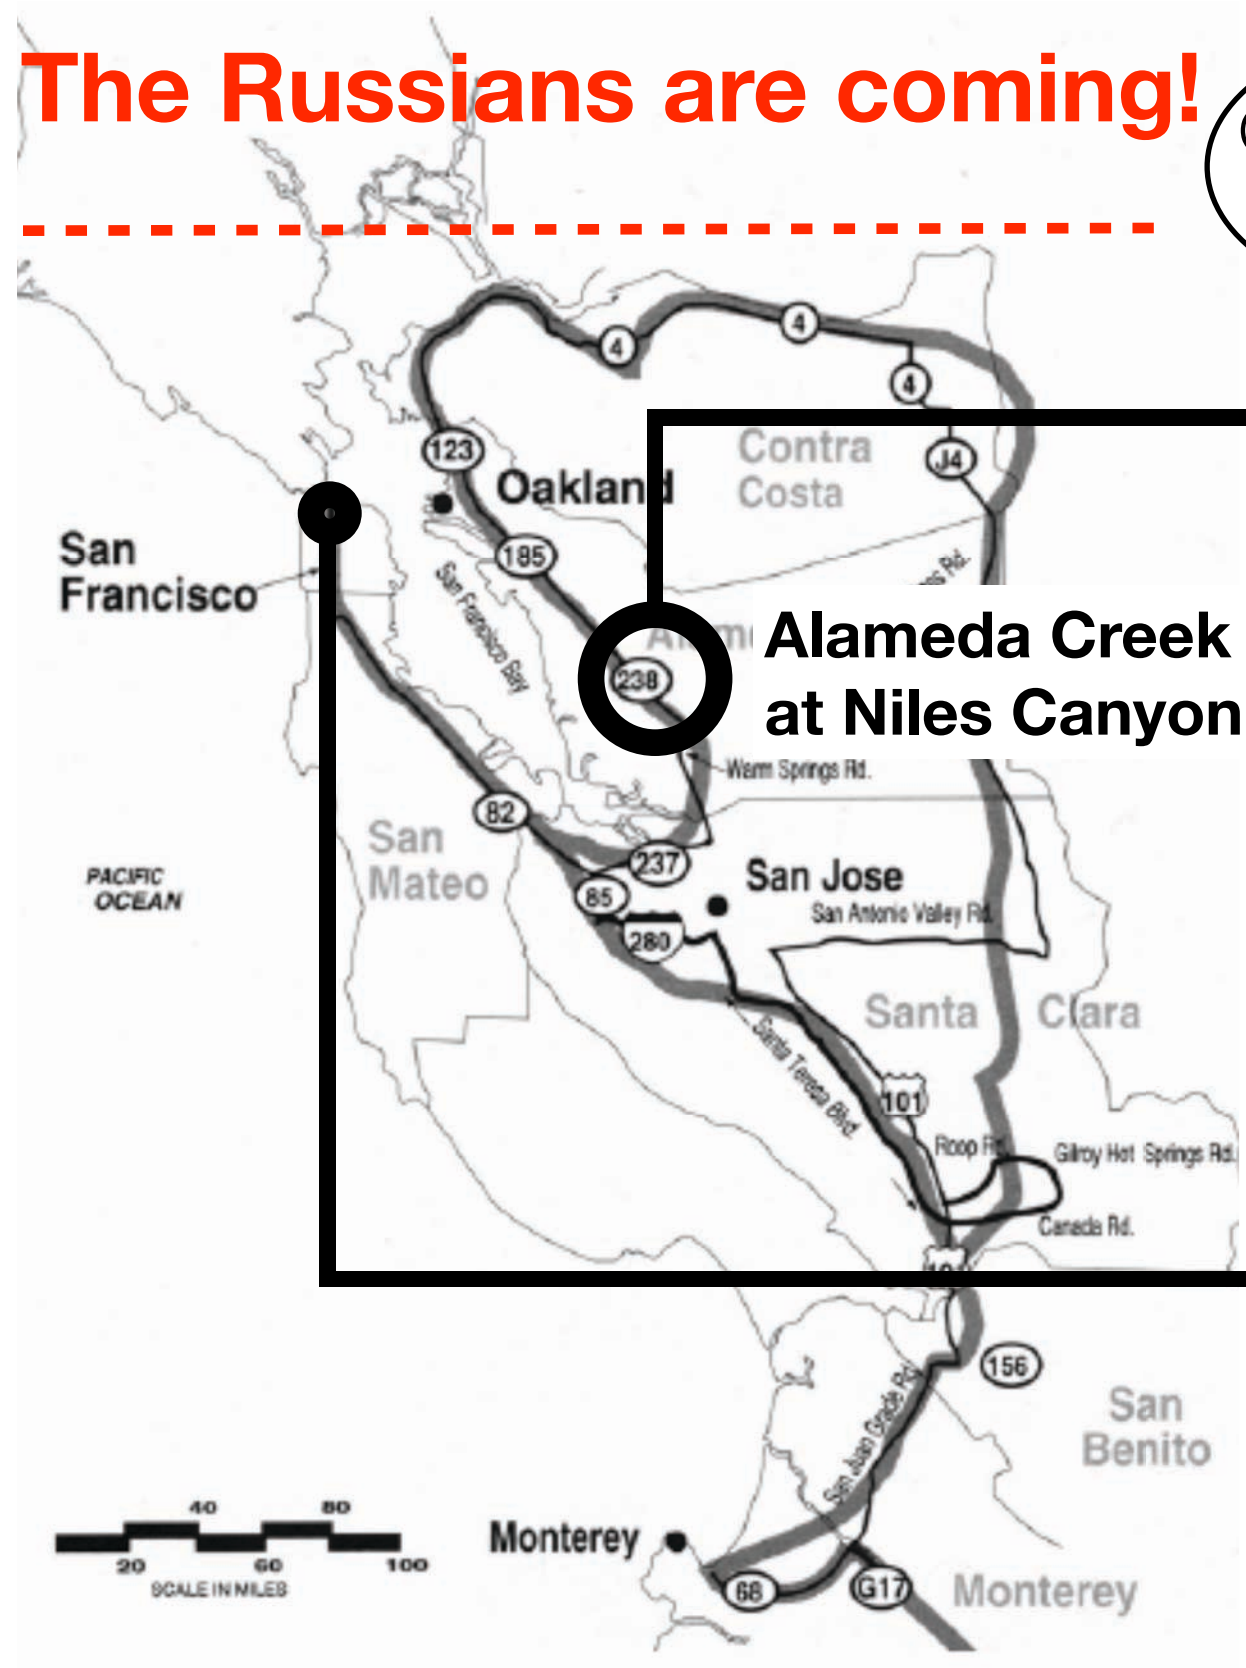 The Russians are coming!
4
4
4
Contra
Costa
J4
123
Oakland
185
San
Francisco
San Francisco Bay
Rd.
Alameda Creek
at Niles Canyon
238
Warm Springs Rd.
82
San
Mateo
237
85
San Jose
San Antonio Valley Rd.
280
PACIFIC
OCEAN
Santa Clara
Santa Teresa Blvd.
101
Roop Rd.
Gilroy Hot Springs Rd.
Canada Rd.
101
156
San Juan Grade Rd.
San
Benito
40 80
20 60 100
SCALE IN MILES
Monterey
68
G17
Monterey